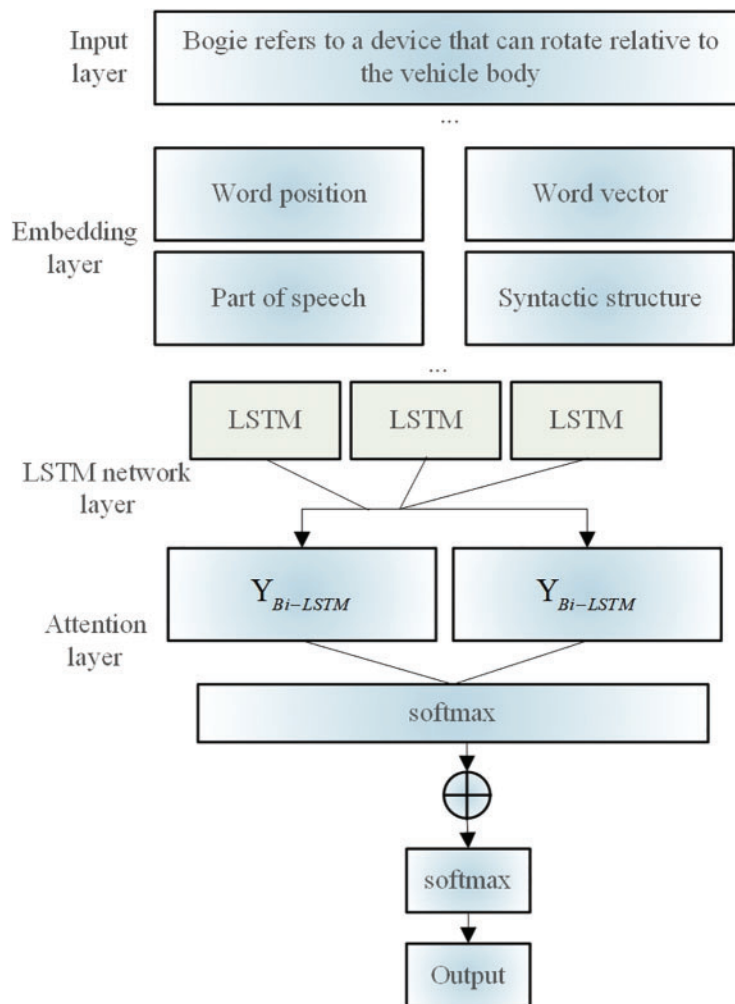 Input
layer
Bogie refers to a device that can rotate relative to
the vehicle body
...
Embedding
layer
Word position
Word vector
Part of speech
Syntactic structure
...
LSTM
LSTM
LSTM
LSTM network
layer
Y_{Bi-LSTM}
Y_{Bi-LSTM}
Attention
layer
softmax
softmax
Output